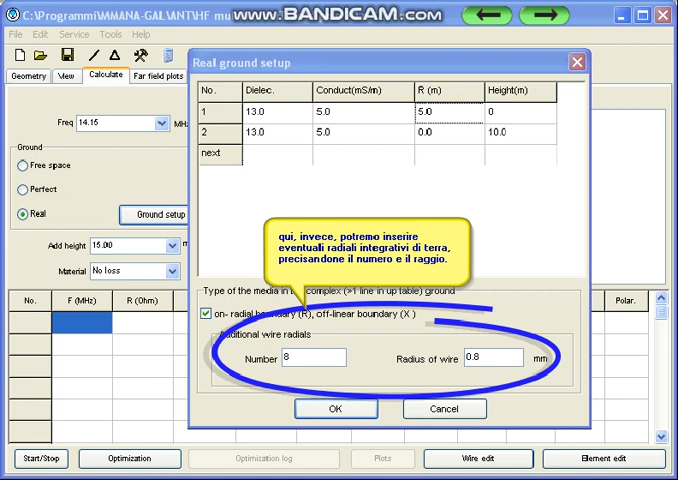 C:\Programmi\MMANA-GAL\ANT\HF mu
www.BANDICAM.com
File Edit Service Tools Help
Geometry View Calculate Far field plots
Freq 14.15 MHz
Ground
Free space
Perfect
Real
Ground setup
Add height 15.00 m
Material No loss
No. F (MHz) R (Ohm) Polar.
Real ground setup
No. Dielec. Conduct(mS/m) R (m) Height(m)
1 13.0 5.0 5.0 0
2 13.0 5.0 0.0 10.0
next
qui, invece, potremo inserire
eventuali radiali integrativi di terra,
precisandone il numero e il raggio.
Type of the media in the complex (>1 line in up table) ground
on- radial boundary (R), off-linear boundary (X )
Additional wire radials
Number 8 Radius of wire 0.8 mm
OK Cancel
Start/Stop Optimization Optimization log Plots Wire edit Element edit